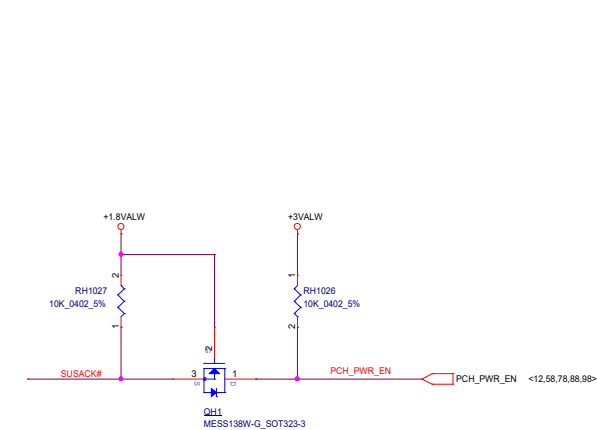 +1.8VALW
+3VALW
2
RH1027
10K_0402_5%
1
1
RH1026
10K_0402_5%
2
2
G
SUSACK#
3
S
1
D
PCH_PWR_EN
PCH_PWR_EN <12,58,78,88,98>
QH1
MESS138W-G_SOT323-3